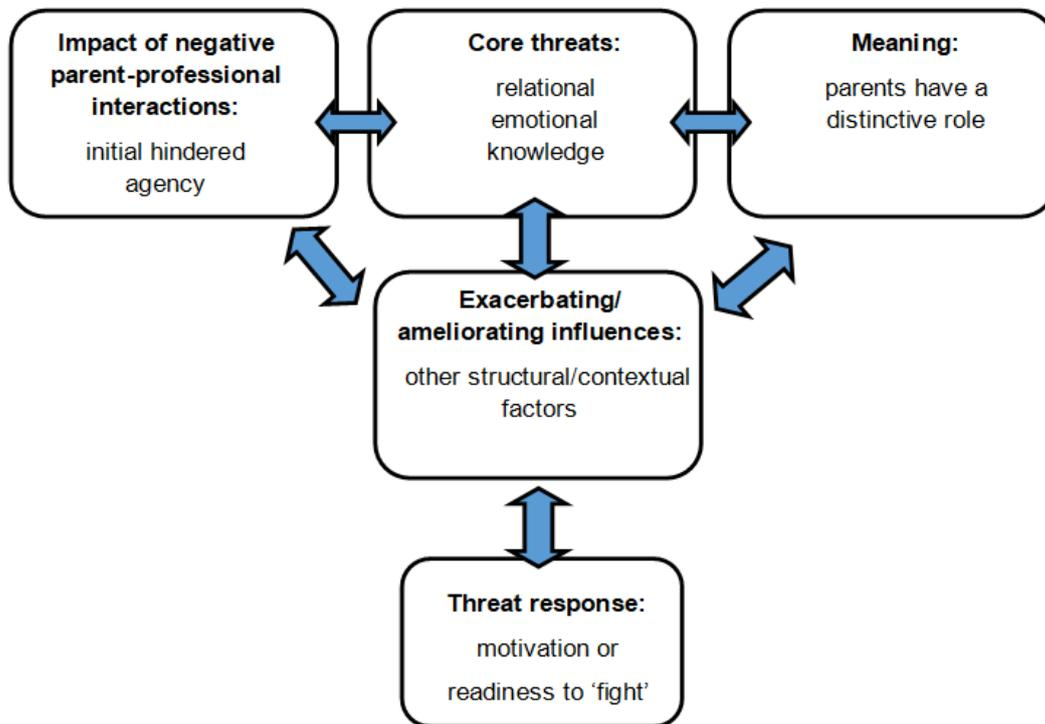 Impact of negative
parent-professional
interactions:
initial hindered
agency
Core threats:
relational
emotional
knowledge
Meaning:
parents have a
distinctive role
Exacerbating/
ameliorating influences:
other structural/contextual
factors
Threat response:
motivation or
readiness to ‘fight’